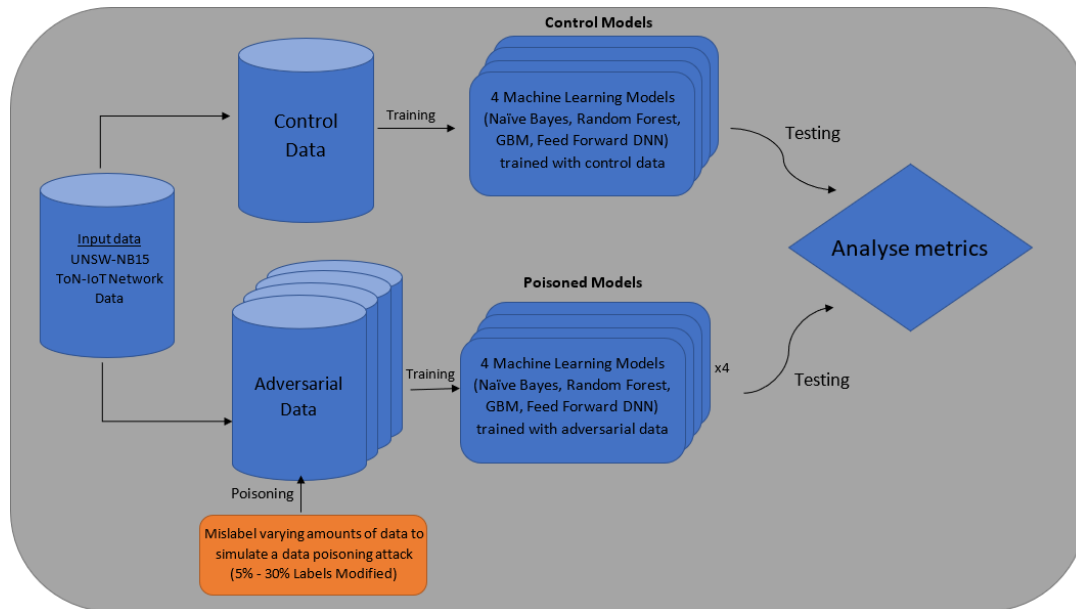 Control Models
Control
Data
Training
4 Machine Learning Models
(Naïve Bayes, Random Forest,
GBM, Feed Forward DNN)
trained with control data
Testing
Input data
UNSW-NB15
ToN-IoT Network
Data
Analyse metrics
Poisoned Models
Adversarial
Data
Training
4 Machine Learning Models
(Naïve Bayes, Random Forest,
GBM, Feed Forward DNN)
trained with adversarial data
x4
Testing
Poisoning
Mislabel varying amounts of data to
simulate a data poisoning attack
(5% - 30% Labels Modified)